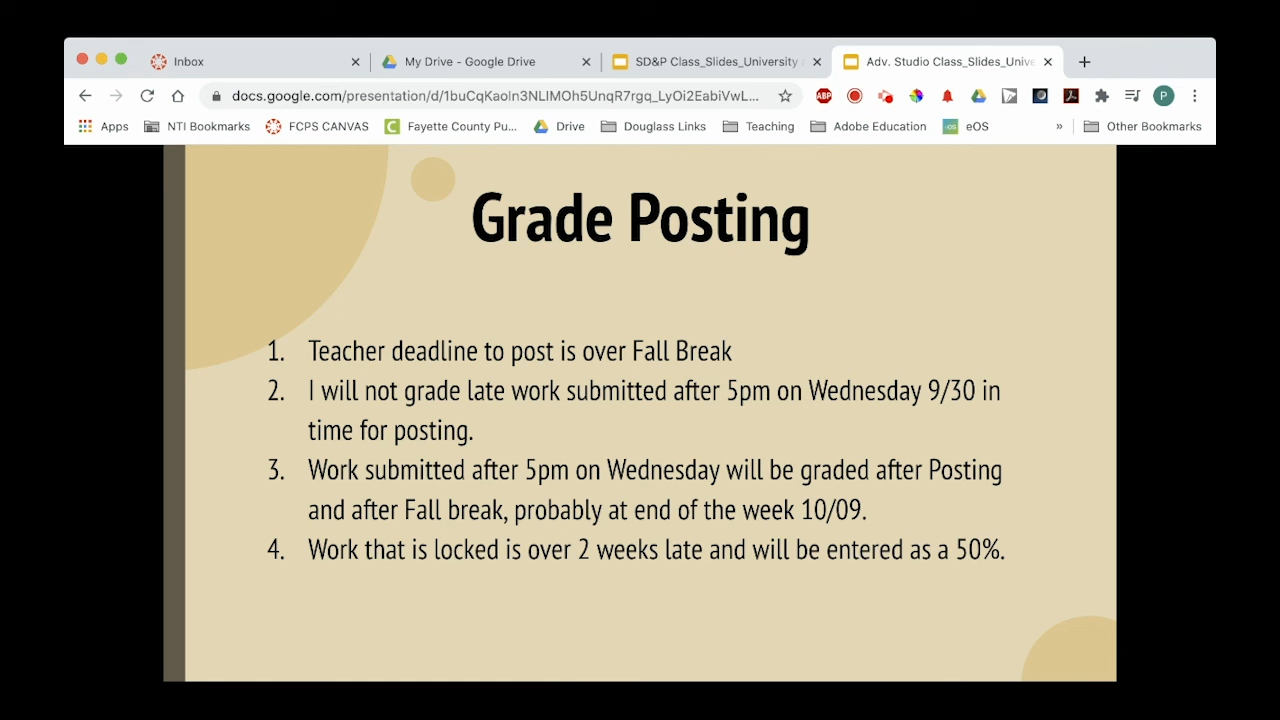 Inbox
My Drive - Google Drive
SD&P Class_Slides_University
Adv. Studio Class_Slides_Unive
docs.google.com/presentation/d/1buCqKaoln3NLIMOh5UnqR7rgq_LyOi2EabiVwL...
ABP
P
Apps
NTI Bookmarks
FCPS CANVAS
Fayette County Pu...
Drive
Douglass Links
Teaching
Adobe Education
eOS
»
Other Bookmarks
Grade Posting
1. Teacher deadline to post is over Fall Break
2. I will not grade late work submitted after 5pm on Wednesday 9/30 in
time for posting.
3. Work submitted after 5pm on Wednesday will be graded after Posting
and after Fall break, probably at end of the week 10/09.
4. Work that is locked is over 2 weeks late and will be entered as a 50%.